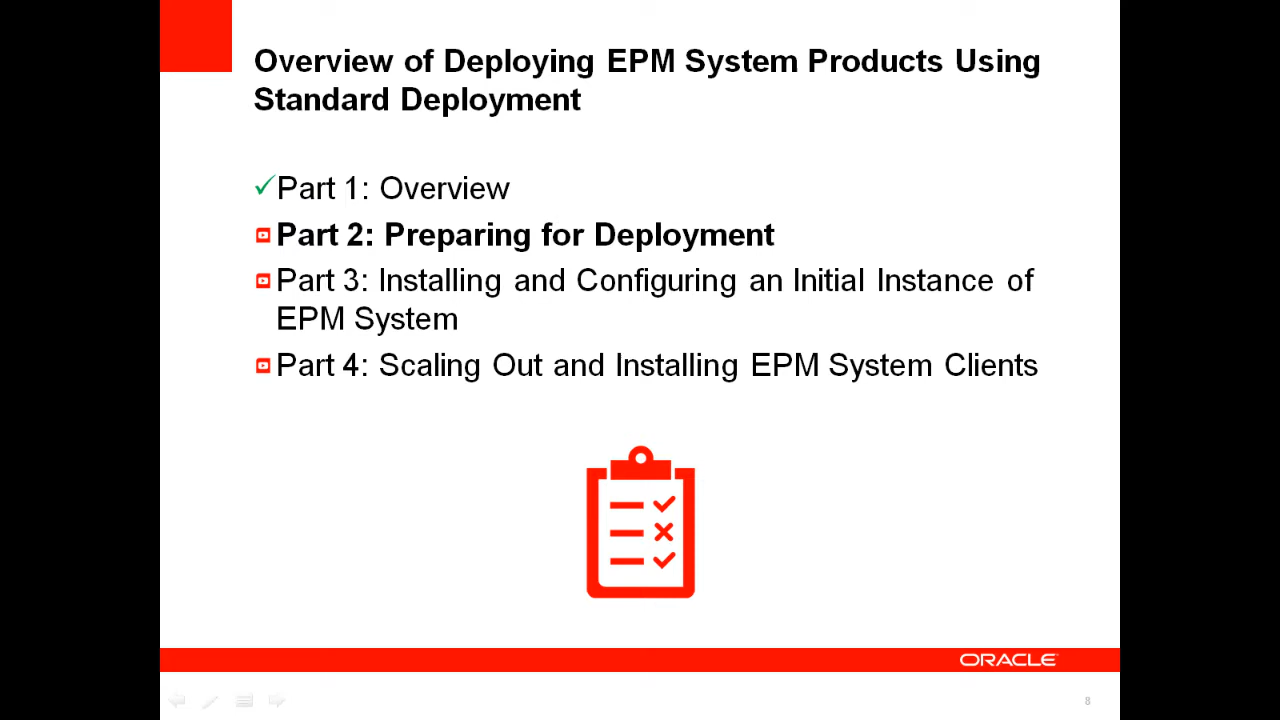 Overview of Deploying EPM System Products Using
Standard Deployment
Part 1: Overview
Part 2: Preparing for Deployment
Part 3: Installing and Configuring an Initial Instance of
EPM System
Part 4: Scaling Out and Installing EPM System Clients
ORACLE
8